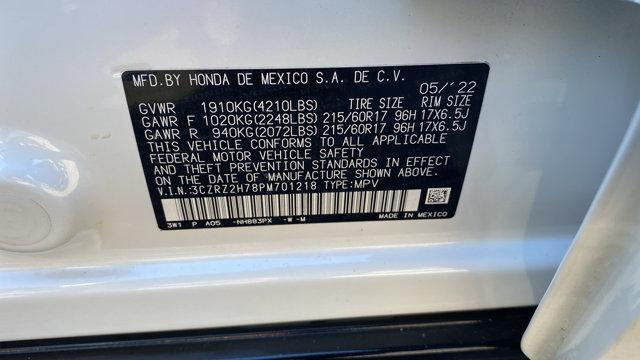 MFD.BY HONDA DE MEXICO S.A. DE C.V. 05/'22
GVWR 1910KG(4210LBS) TIRE SIZE RIM SIZE
GAWR F 1020KG(2248LBS) 215/60R17 96H 17X6.5J
GAWR R 940KG(2072LBS) 215/60R17 96H 17X6.5J
THIS VEHICLE CONFORMS TO ALL APPLICABLE
FEDERAL MOTOR VEHICLE SAFETY
AND THEFT PREVENTION STANDARDS IN EFFECT
ON THE DATE OF MANUFACTURE SHOWN ABOVE.
V.I.N:3CZRZ2H78PM701218 TYPE:MPV
3W1 P A05 -NH883PX -W -M MADE IN MEXICO